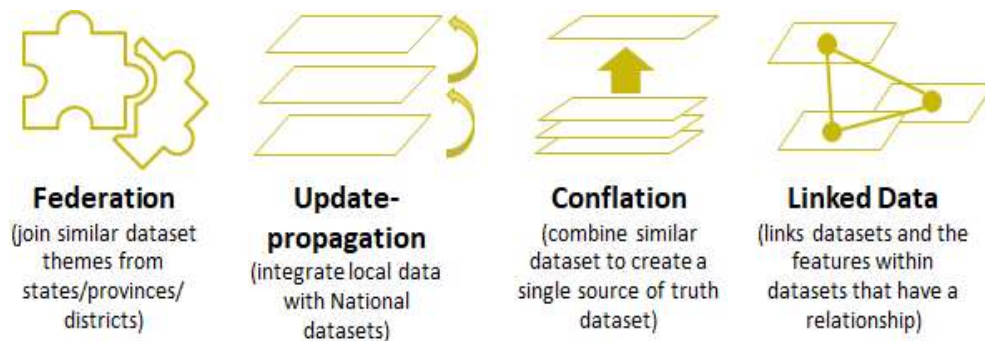 Federation
(join similar dataset
themes from
states/provinces/
districts)
Update-
propagation
(integrate local data
with National
datasets)
Conflation
(combine similar
dataset to create a
single source of truth
dataset)
Linked Data
(links datasets and the
features within
datasets that have a
relationship)